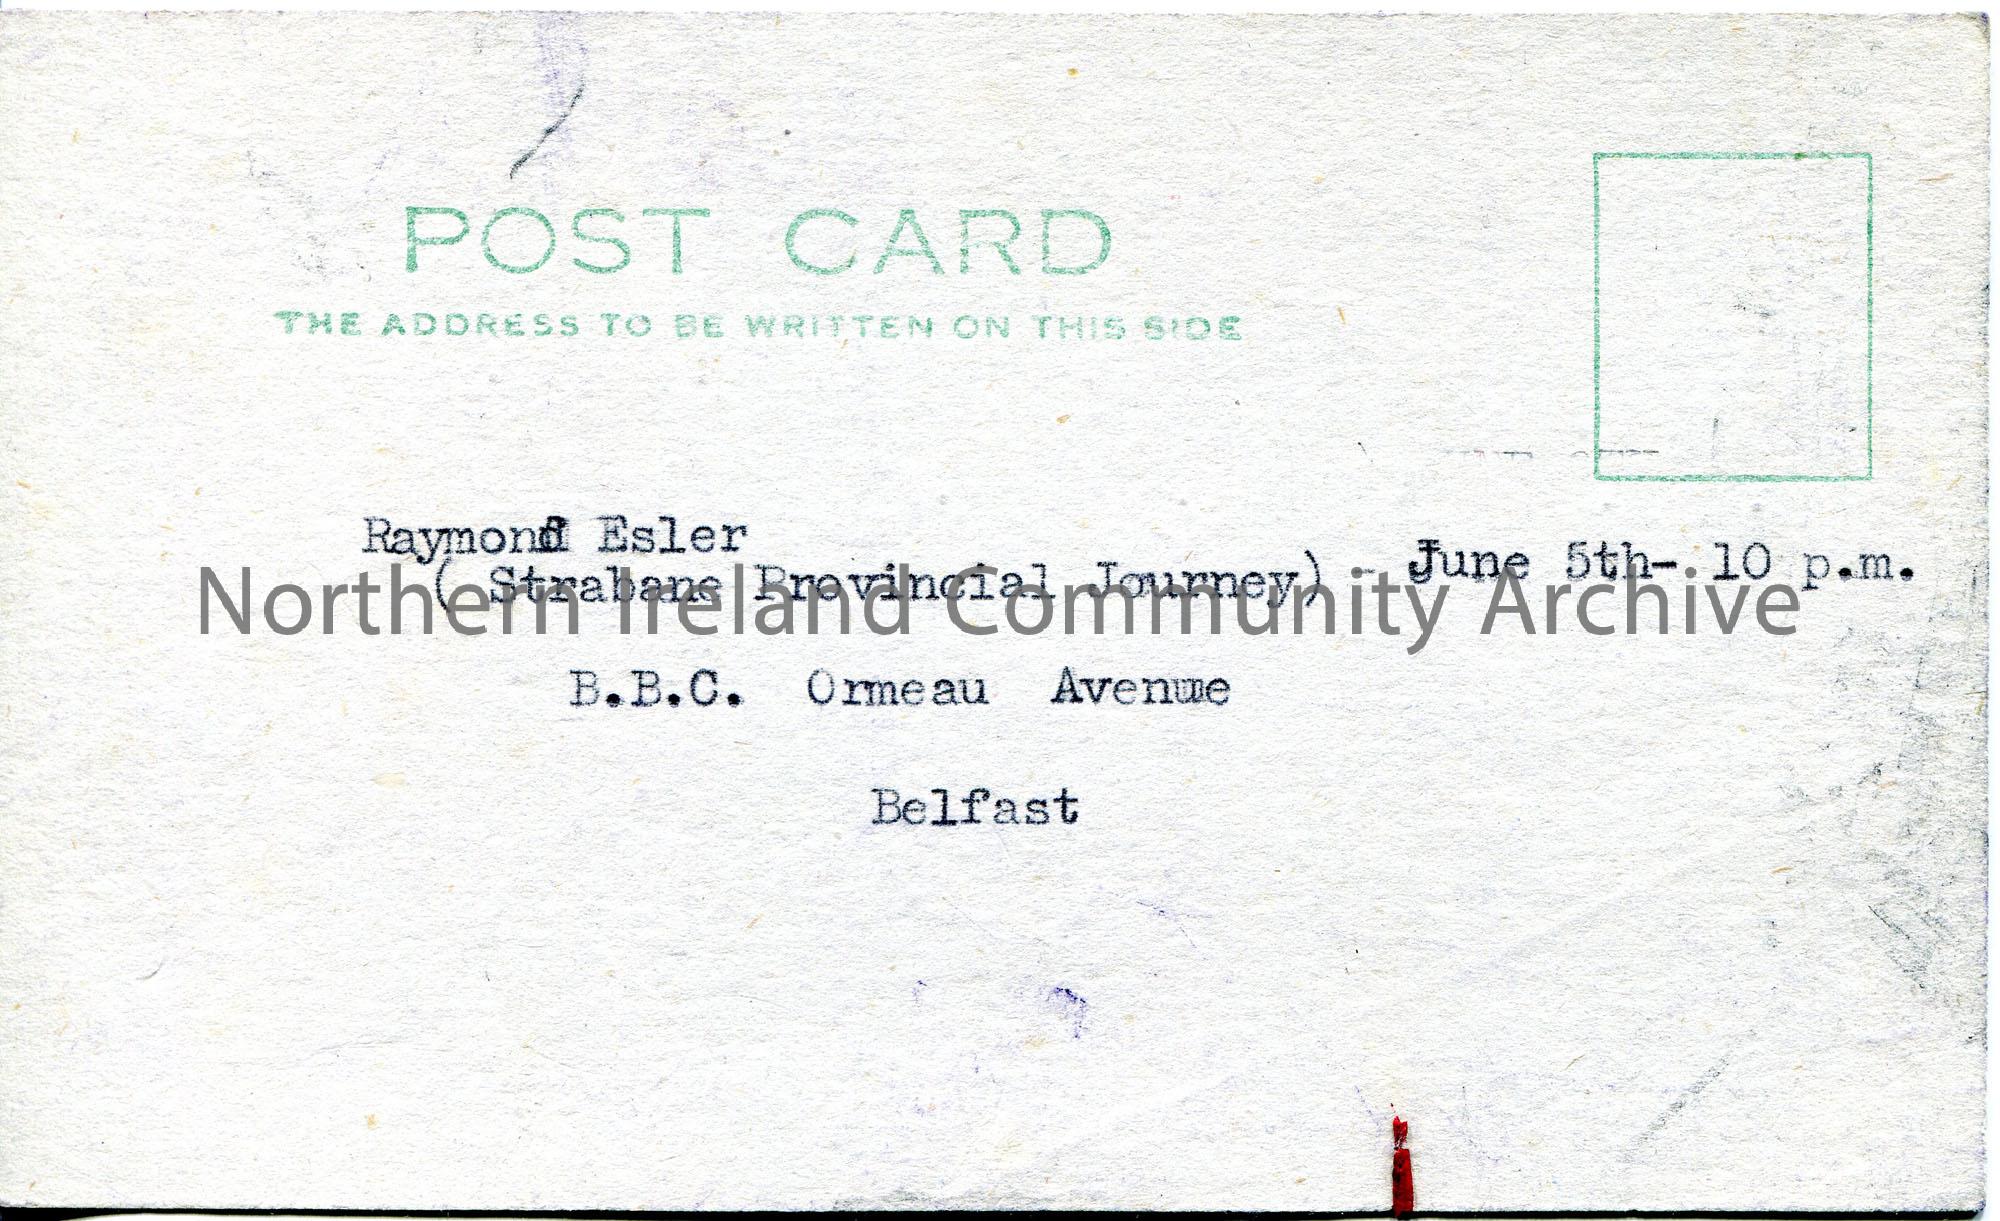 POST CARD
THE ADDRESS TO BE WRITTEN ON THIS SIDE
Raymond Esler
( Strabane Provincial Journey) - June 5th- 10 p.m.
Northern Ireland Community Archive
B.B.C. Ormeau Avenue
Belfast